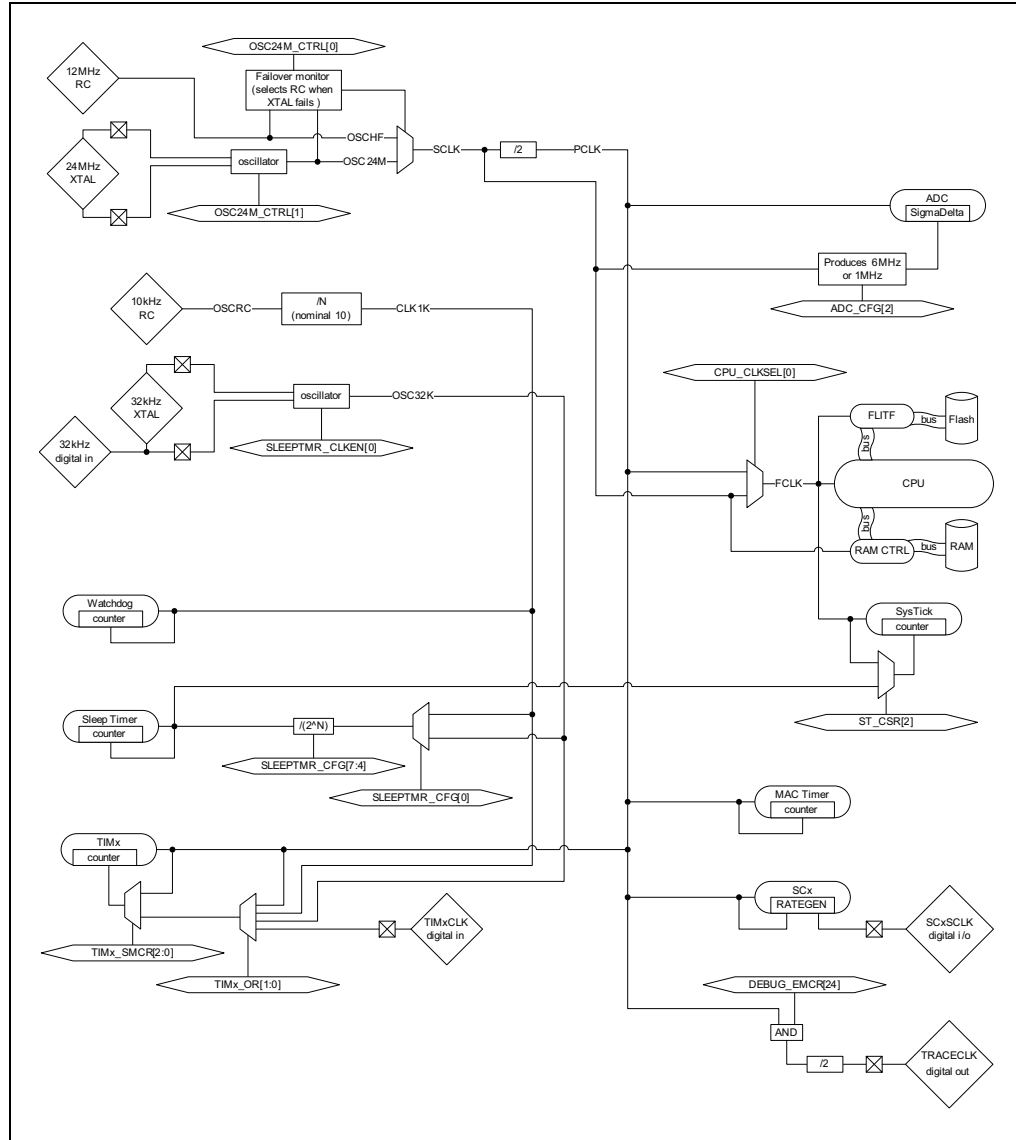 OSC24M_CTRL[0]
12MHz
RC
Failover monitor
(selects RC when
XTAL fails )
OSCHF
OSC24M
SCLK
/2
PCLK
24MHz
XTAL
oscillator
OSC24M_CTRL[1]
ADC
SigmaDelta
Produces 6MHz
or 1MHz
ADC_CFG[2]
10kHz
RC
OSCRC
/N
(nominal 10)
CLK1K
32kHz
XTAL
oscillator
OSC32K
32kHz
digital in
SLEEPTMR_CLKEN[0]
CPU_CLKSEL[0]
FLITF
bus
Flash
bus
FCLK
CPU
bus
RAM CTRL
bus
RAM
Watchdog
counter
SysTick
counter
Sleep Timer
counter
/(2^N)
SLEEPTMR_CFG[7:4]
SLEEPTMR_CFG[0]
ST_CSR[2]
MAC Timer
counter
TIMx
counter
TIMxCLK
digital in
TIMx_SMCR[2:0]
TIMx_OR[1:0]
SCx
RATEGEN
SCxSCLK
digital i/o
DEBUG_EMCR[24]
AND
/2
TRACECLK
digital out